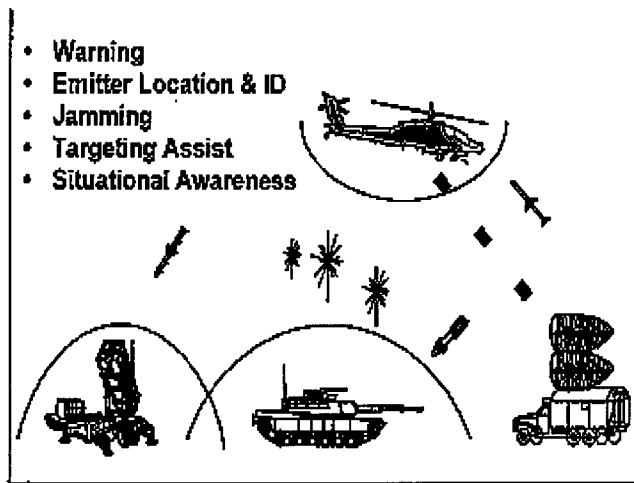 • Warning
• Emitter Location & ID
• Jamming
• Targeting Assist
• Situational Awareness